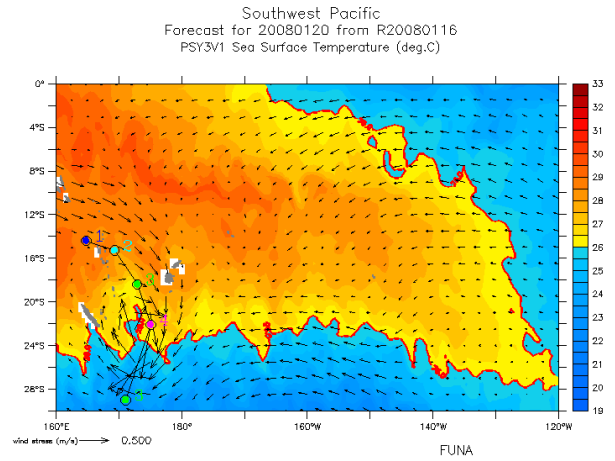 Southwest Pacific
Forecast for 20080120 from R20080116
PSY3V1 Sea Surface Temperature (deg.C)
0°
4°S
8°S
12°S
16°S
20°S
24°S
28°S
1
33
32
31
30
29
28
27
26
25
24
23
22
21
20
19
160°E 180°W 160°W 140°W 120°W
wind stress (m/s) 0.500
FUNA